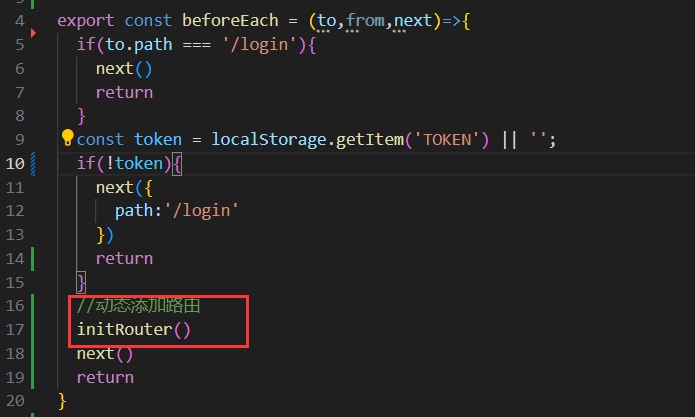 4 export const beforeEach = (to,from,next)=>{
5 if(to.path === '/login'){
6 next()
7 return
8 }
9 const token = localStorage.getItem('TOKEN') || '';
10 if(!token){
11 next({
12 path:'/login'
13 })
14 return
15 }
16 //动态添加路由
17 initRouter()
18 next()
19 return
20 }